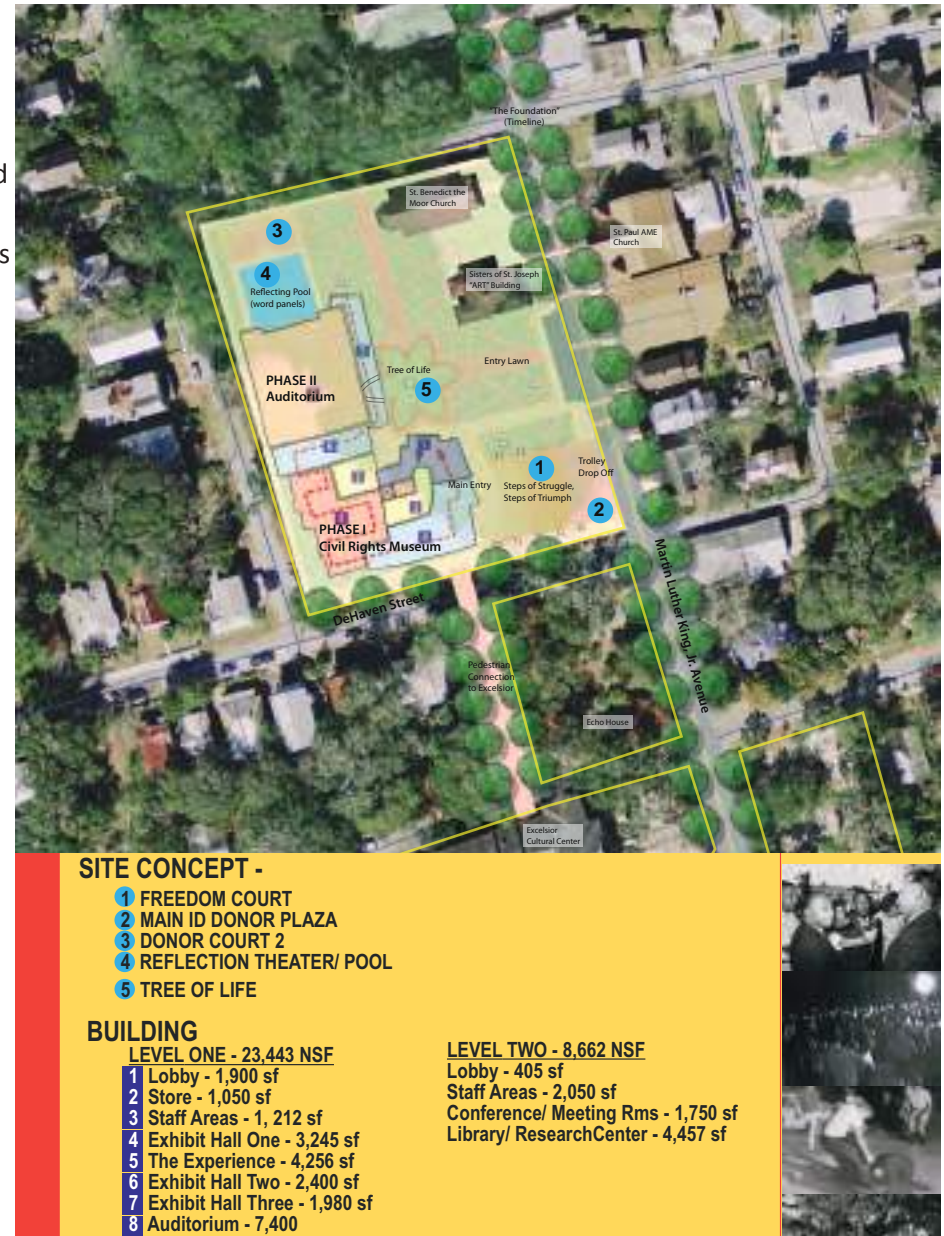 d
s
"The Foundation"
(Timeline)
St. Benedict the
Moor Church
3
St. Paul AME
Church
4
Reflecting Pool
(word panels)
Sisters of St. Joseph
"ART" Building
Entry Lawn
Tree of Life
5
PHASE II
Auditorium
1
Trolley
Drop Off
Main Entry
Steps of Struggle,
Steps of Triumph
2
PHASE I
Civil Rights Museum
DeHaven Street
Martin Luther King, Jr. Avenue
Pedestrian
Connection
to Excelsior
Echo House
Excelsior
Cultural Center
SITE CONCEPT -
1 FREEDOM COURT
2 MAIN ID DONOR PLAZA
3 DONOR COURT 2
4 REFLECTION THEATER/ POOL
5 TREE OF LIFE
BUILDING
LEVEL ONE - 23,443 NSF
1 Lobby - 1,900 sf
2 Store - 1,050 sf
3 Staff Areas - 1, 212 sf
4 Exhibit Hall One - 3,245 sf
5 The Experience - 4,256 sf
6 Exhibit Hall Two - 2,400 sf
7 Exhibit Hall Three - 1,980 sf
8 Auditorium - 7,400
LEVEL TWO - 8,662 NSF
Lobby - 405 sf
Staff Areas - 2,050 sf
Conference/ Meeting Rms - 1,750 sf
Library/ ResearchCenter - 4,457 sf